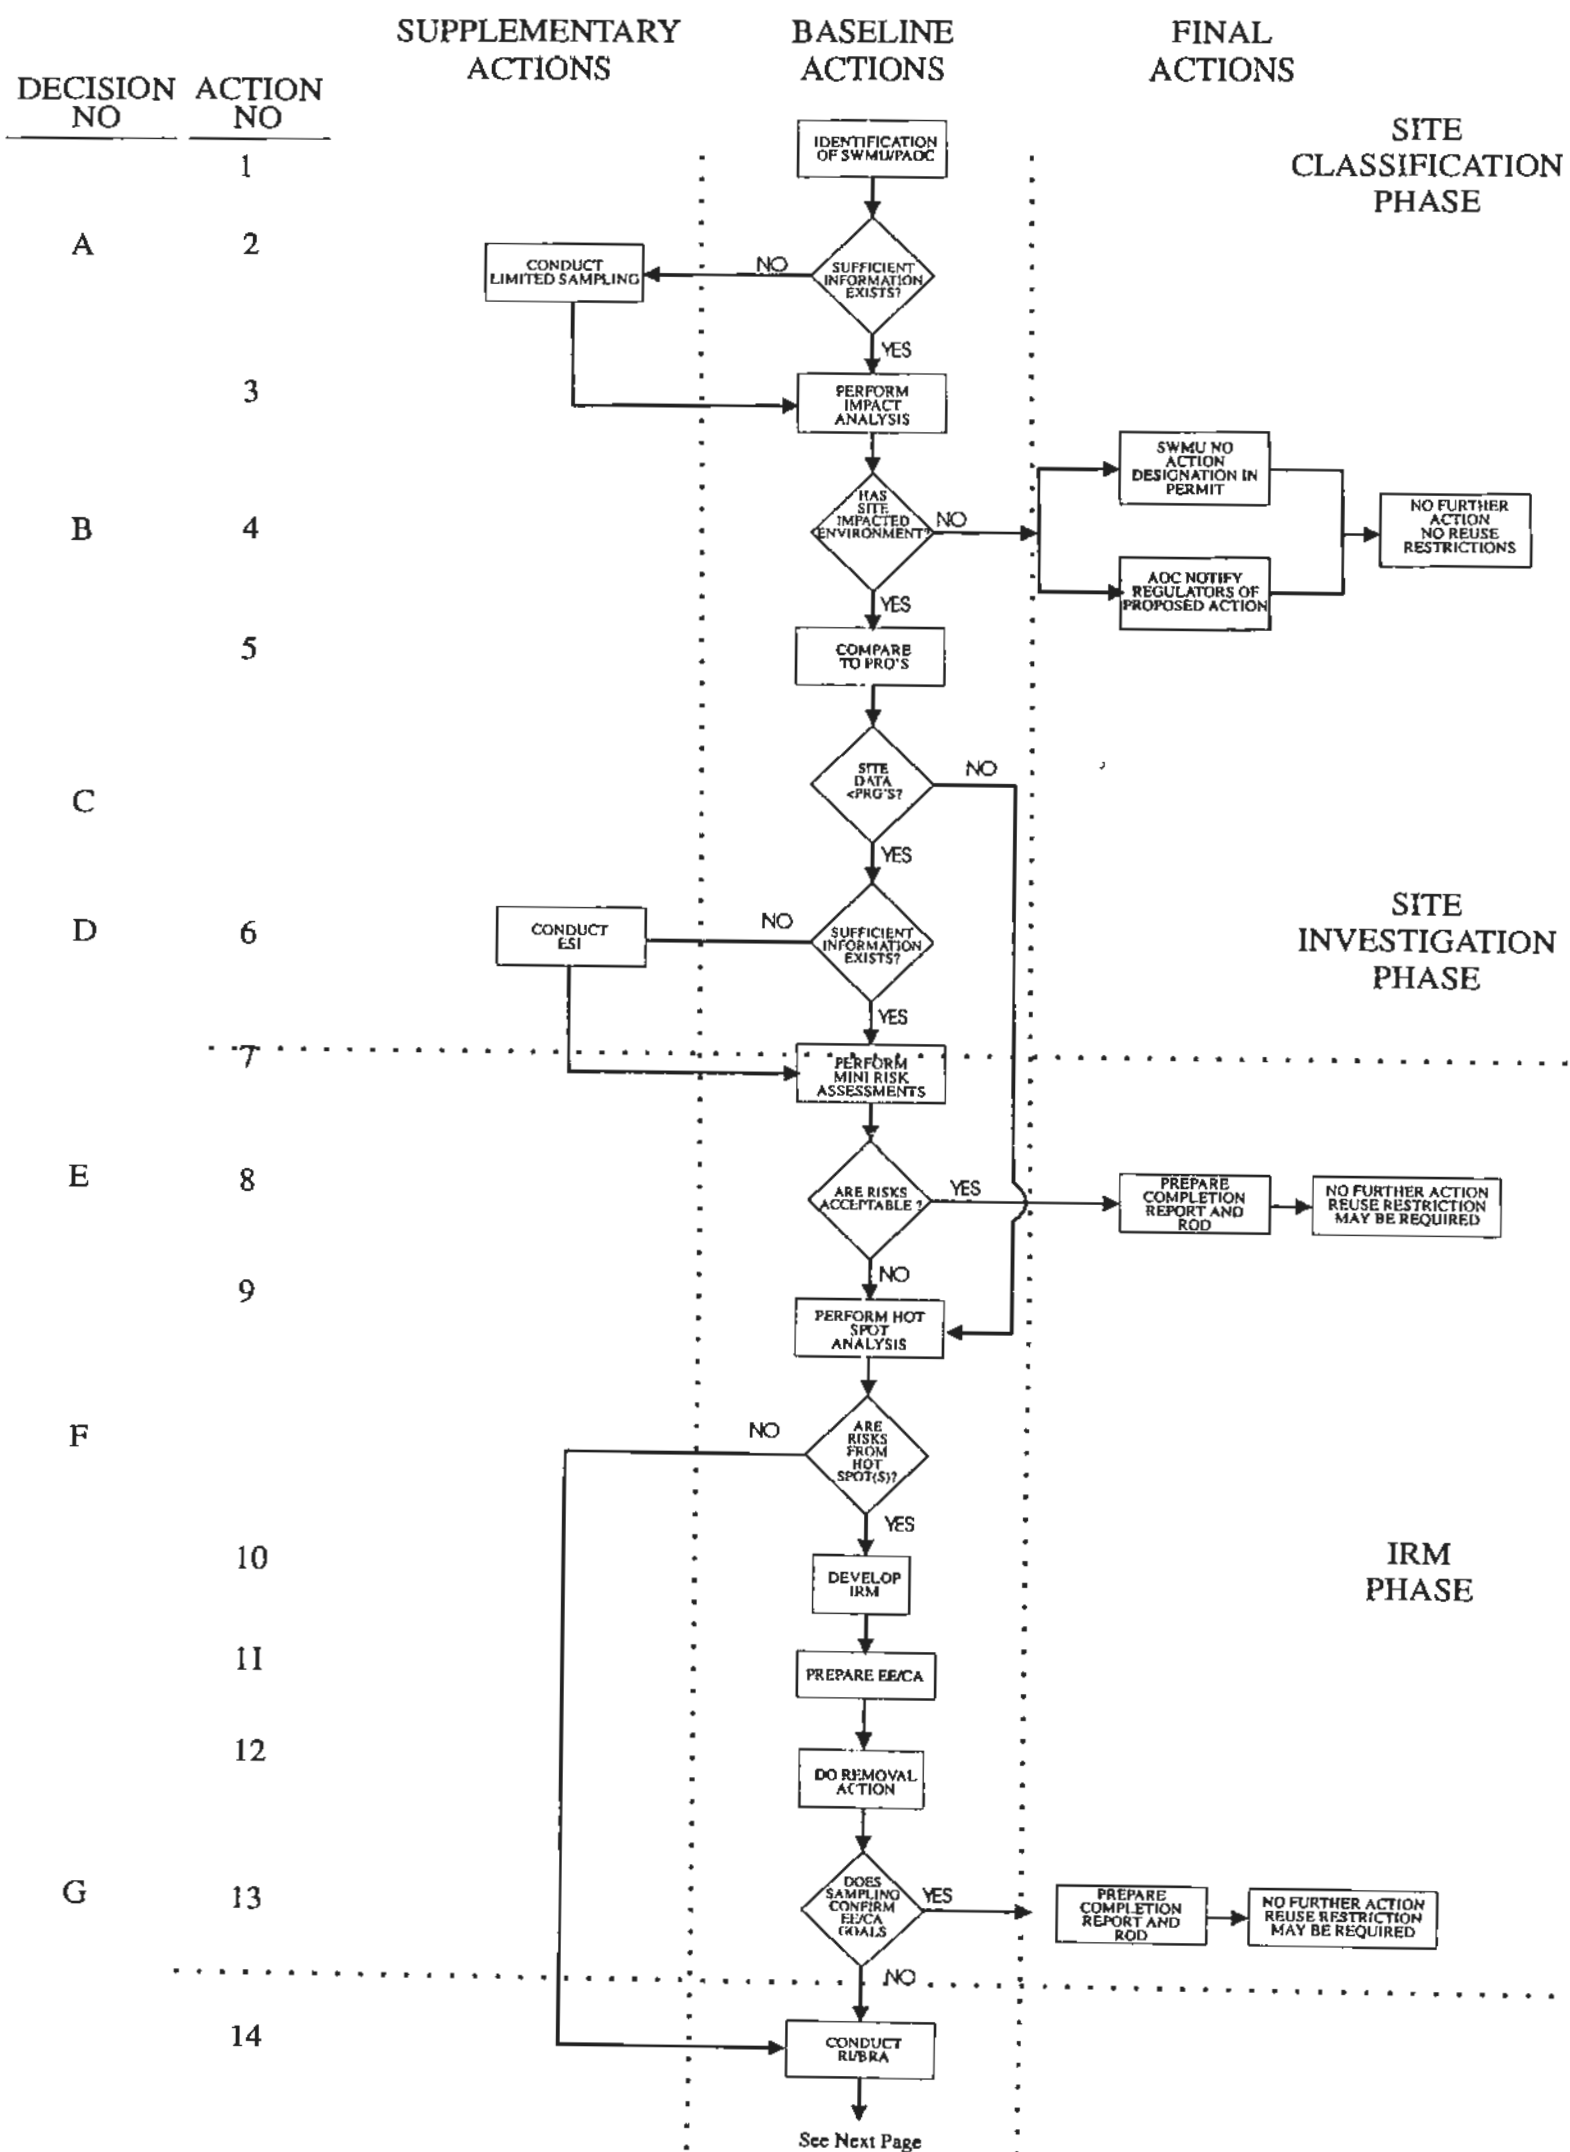 SUPPLEMENTARY
ACTIONS
BASELINE
ACTIONS
FINAL
ACTIONS
DECISION
NO
ACTION
NO
SITE
CLASSIFICATION
PHASE
1
IDENTIFICATION
OF SWMU/PAOC
A
2
CONDUCT
LIMITED SAMPLING
NO
SUFFICIENT
INFORMATION
EXISTS?
YES
3
PERFORM
IMPACT
ANALYSIS
B
4
HAS
SITE
IMPACTED
ENVIRONMENT?
NO
SWMU NO
ACTION
DESIGNATION IN
PERMIT
AOC NOTIFY
REGULATORS OF
PROPOSED ACTION
NO FURTHER
ACTION
NO REUSE
RESTRICTIONS
YES
5
COMPARE
TO PRG'S
C
SITE
DATA
<PRG'S?
NO
YES
D
6
CONDUCT
ESI
NO
SUFFICIENT
INFORMATION
EXISTS?
YES
SITE
INVESTIGATION
PHASE
7
PERFORM
MINI RISK
ASSESSMENTS
E
8
ARE RISKS
ACCEPTABLE ?
YES
PREPARE
COMPLETION
REPORT AND
ROD
NO FURTHER ACTION
REUSE RESTRICTION
MAY BE REQUIRED
NO
9
PERFORM HOT
SPOT
ANALYSIS
F
NO
ARE
RISKS
FROM
HOT
SPOT(S)?
YES
IRM
PHASE
10
DEVELOP
IRM
11
PREPARE EE/CA
12
DO REMOVAL
ACTION
G
13
DOES
SAMPLING
CONFIRM
EE/CA
GOALS
YES
PREPARE
COMPLETION
REPORT AND
ROD
NO FURTHER ACTION
REUSE RESTRICTION
MAY BE REQUIRED
NO
14
CONDUCT
RI/BRA
See Next Page